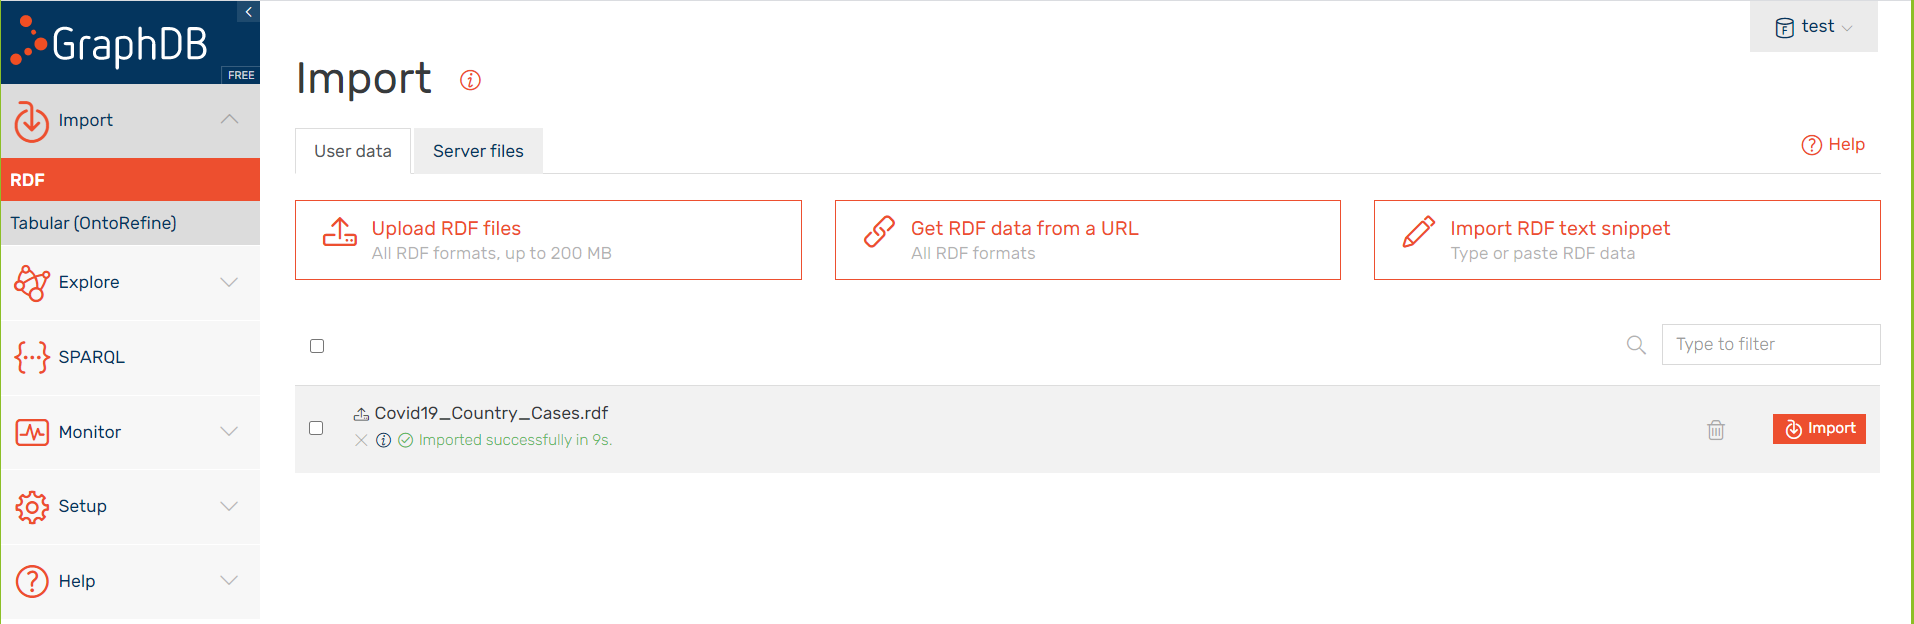 GraphDB
FREE
Import
RDF
Tabular (OntoRefine)
Explore
SPARQL
Monitor
Setup
Help
test
Import
User data
Server files
Help
Upload RDF files
All RDF formats, up to 200 MB
Get RDF data from a URL
All RDF formats
Import RDF text snippet
Type or paste RDF data
Type to filter
Covid19_Country_Cases.rdf
Imported successfully in 9s.
Import